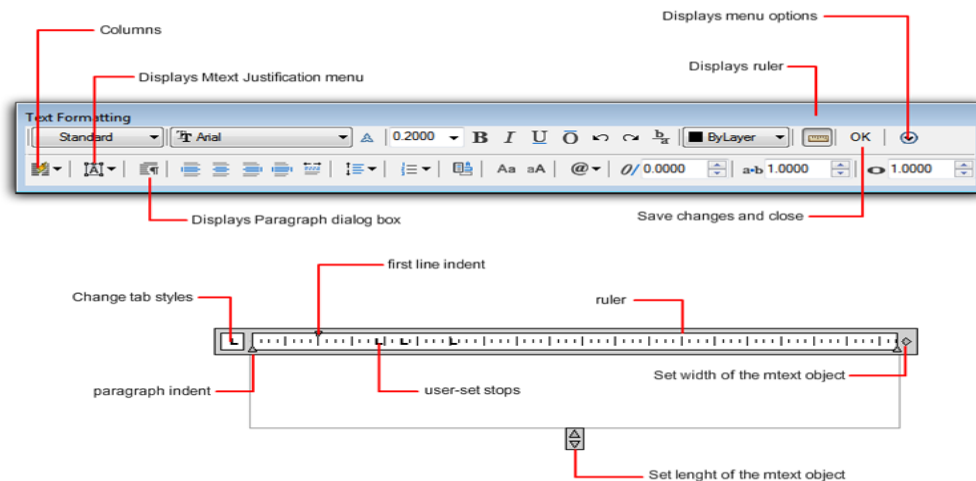 Displays menu options
Columns
Displays ruler
Displays Mtext Justification menu
Text Formatting
Standard Arial 0.2000 B I U O b/a ByLayer OK
A Aa aA @ 0/ 0.0000 a-b 1.0000 1.0000
Displays Paragraph dialog box
Save changes and close
first line indent
Change tab styles
ruler
paragraph indent
user-set stops
Set width of the mtext object
Set lenght of the mtext object